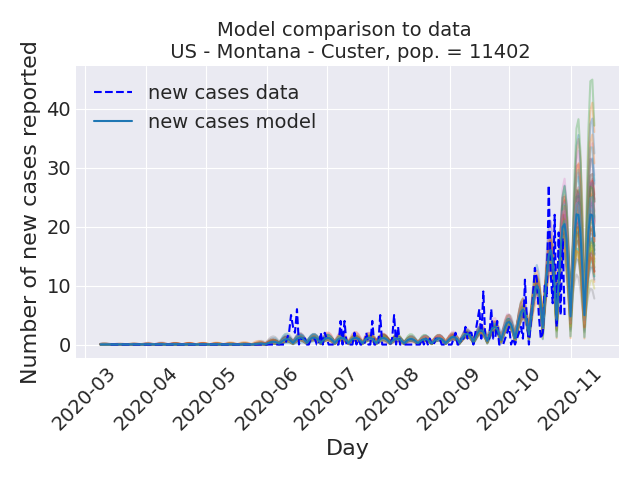 Model comparison to data
US - Montana - Custer, pop. = 11402
Number of new cases reported
new cases data
new cases model
40
30
20
10
0
2020-03
2020-04
2020-05
2020-06
2020-07
2020-08
2020-09
2020-10
2020-11
Day